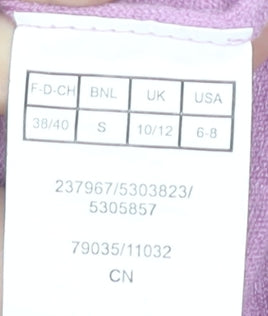 F-D-CH BNL UK USA
38/40 S 10/12 6-8
237967/5303823/
5305857
79035/11032
CN